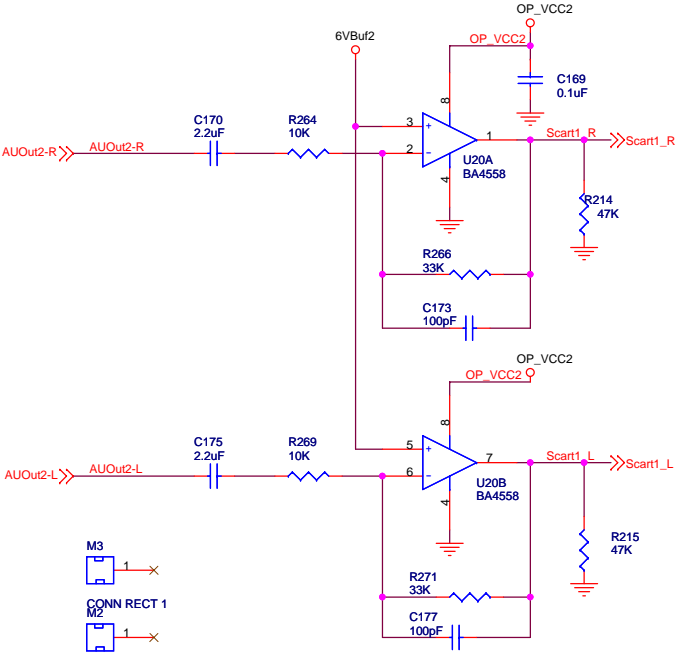 OP_VCC2
6VBuf2
OP_VCC2
C169
0.1uF
8
C170
2.2uF
R264
10K
3
+
1
Scart1_R
Scart1_R
AUOut2-R
AUOut2-R
2
-
U20A
BA4558
4
R214
47K
R266
33K
C173
100pF
OP_VCC2
OP_VCC2
8
C175
2.2uF
R269
10K
5
+
7
Scart1_L
Scart1_L
AUOut2-L
AUOut2-L
6
-
U20B
BA4558
4
R215
47K
M3
1
R271
33K
CONN RECT 1
M2
1
C177
100pF